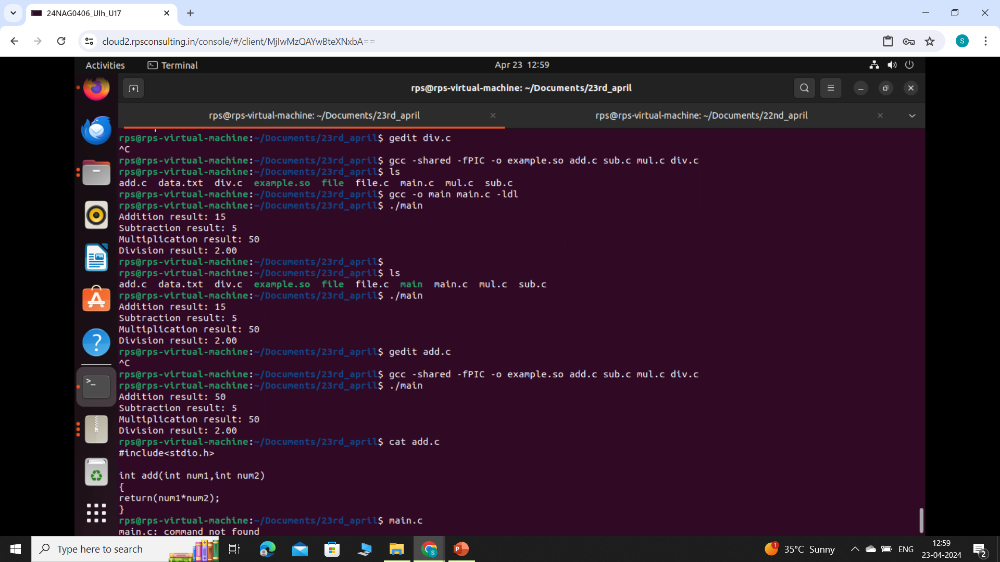 24NAG0406_UIh_U17
cloud2.rpsconsulting.in/console/#/client/MjIwMzQAYwBteXNxbA==
S
Activities
Terminal
Apr 23 12:59
rps@rps-virtual-machine: ~/Documents/23rd_april
rps@rps-virtual-machine: ~/Documents/23rd_april
rps@rps-virtual-machine: ~/Documents/22nd_april
rps@rps-virtual-machine:~/Documents/23rd_april$ gedit div.c
^C
rps@rps-virtual-machine:~/Documents/23rd_april$ gcc -shared -fPIC -o example.so add.c sub.c mul.c div.c
rps@rps-virtual-machine:~/Documents/23rd_april$ ls
add.c data.txt div.c example.so file file.c main.c mul.c sub.c
rps@rps-virtual-machine:~/Documents/23rd_april$ gcc -o main main.c -ldl
rps@rps-virtual-machine:~/Documents/23rd_april$ ./main
Addition result: 15
Subtraction result: 5
Multiplication result: 50
Division result: 2.00
rps@rps-virtual-machine:~/Documents/23rd_april$
rps@rps-virtual-machine:~/Documents/23rd_april$ ls
add.c data.txt div.c example.so file file.c main main.c mul.c sub.c
rps@rps-virtual-machine:~/Documents/23rd_april$ ./main
Addition result: 15
Subtraction result: 5
Multiplication result: 50
Division result: 2.00
rps@rps-virtual-machine:~/Documents/23rd_april$ gedit add.c
^C
rps@rps-virtual-machine:~/Documents/23rd_april$ gcc -shared -fPIC -o example.so add.c sub.c mul.c div.c
rps@rps-virtual-machine:~/Documents/23rd_april$ ./main
Addition result: 50
Subtraction result: 5
Multiplication result: 50
Division result: 2.00
rps@rps-virtual-machine:~/Documents/23rd_april$ cat add.c
#include<stdio.h>
int add(int num1,int num2)
{
return(num1*num2);
}
rps@rps-virtual-machine:~/Documents/23rd_april$ main.c
main.c: command not found
Type here to search
35°C Sunny
ENG
12:59
23-04-2024
2